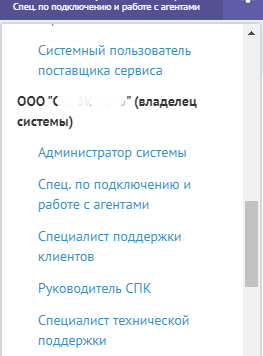 Спец. по подключению и работе с агентами
Системный пользователь
поставщика сервиса
ООО (владелец
системы)
Администратор системы
Спец. по подключению и
работе с агентами
Специалист поддержки
клиентов
Руководитель СПК
Специалист технической
поддержки